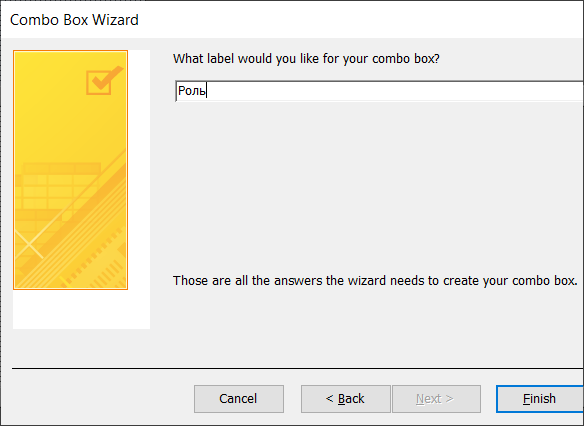 Combo Box Wizard
What label would you like for your combo box?
Роль
Those are all the answers the wizard needs to create your combo box.
Cancel
< Back
Next >
Finish